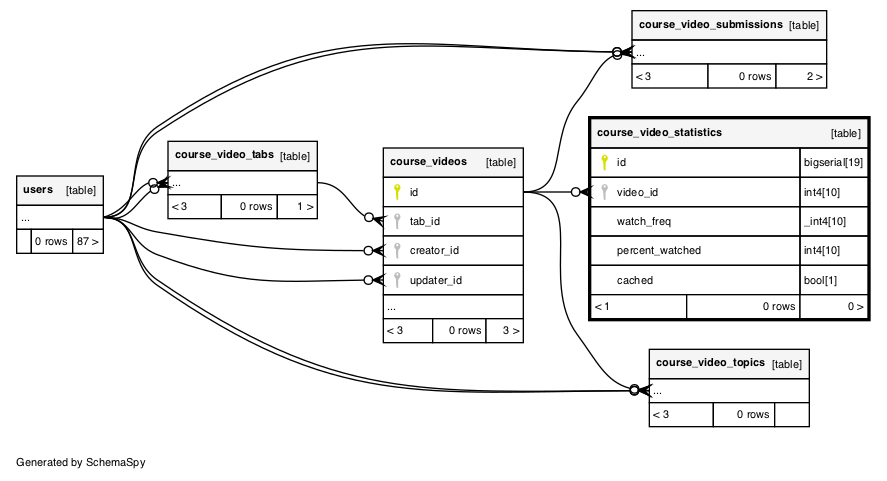 course_video_submissions [table]
...
< 3 0 rows 2 >
course_video_statistics [table]
id bigserial[19]
video_id int4[10]
watch_freq _int4[10]
percent_watched int4[10]
cached bool[1]
< 1 0 rows 0 >
course_video_tabs [table]
...
< 3 0 rows 1 >
course_videos [table]
id
tab_id
creator_id
updater_id
...
< 3 0 rows 3 >
users [table]
...
0 rows 87 >
course_video_topics [table]
...
< 3 0 rows
Generated by SchemaSpy